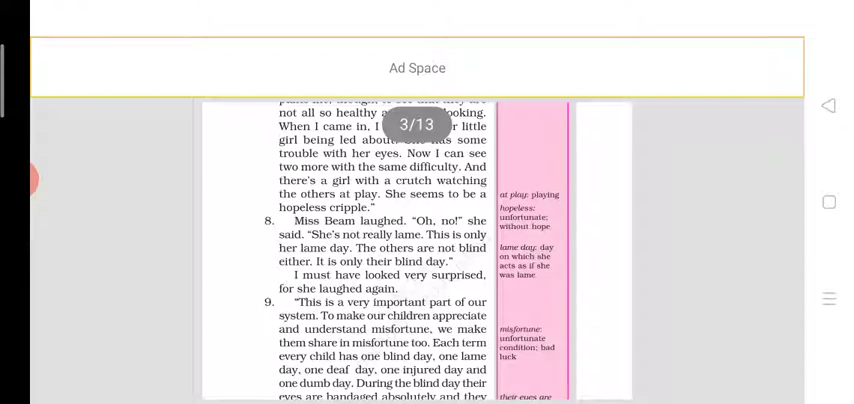 Ad Space
not all so healthy a
looking.
3/13
When I came in, I
r little
girl being led about
has some
trouble with her eyes. Now I can see
two more with the same difficulty. And
there's a girl with a crutch watching
the others at play. She seems to be a
hopeless cripple."
8. Miss Beam laughed. "Oh, no!" she
said. "She's not really lame. This is only
her lame day. The others are not blind
either. It is only their blind day."
I must have looked very surprised,
for she laughed again.
9. "This is a very important part of our
system. To make our children appreciate
and understand misfortune, we make
them share in misfortune too. Each term
every child has one blind day, one lame
day, one deaf day, one injured day and
one dumb day. During the blind day their
eyes are bandaged absolutely and they
at play: playing
hopeless:
unfortunate;
without hope
lame day: day
on which she
acts as if she
was lame
misfortune:
unfortunate
condition; bad
luck
their eyes are